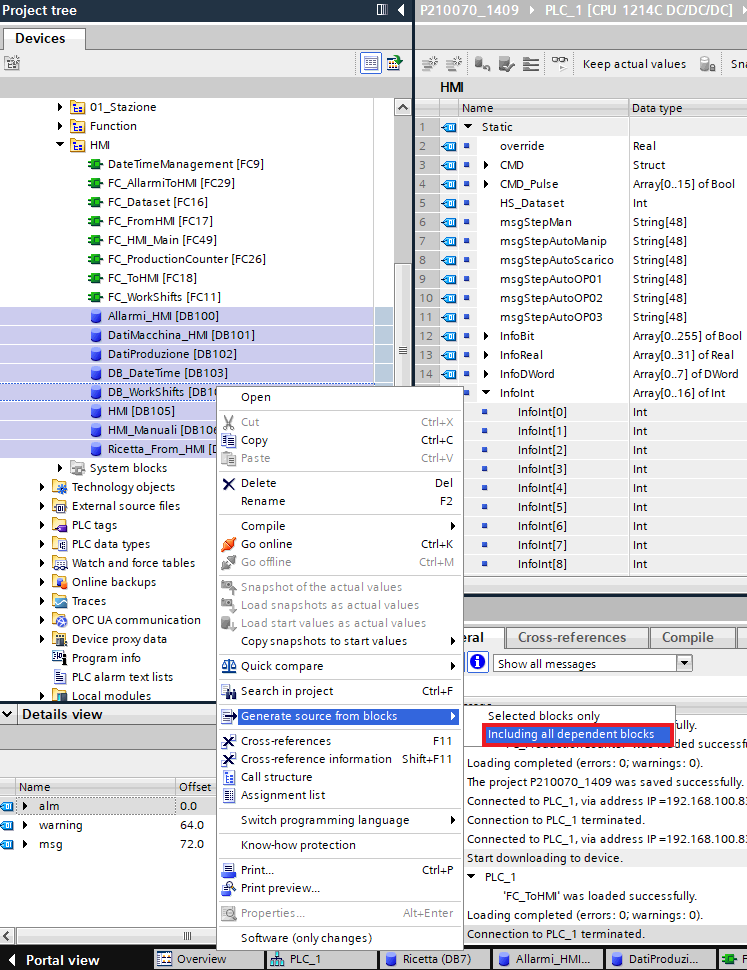 Project tree
P210070_1409 PLC_1 [CPU 1214C DC/DC/DC]
Devices
Keep actual values
Sna
HMI
Name Data type
01_Stazione
Function
HMI
DateTimeManagement [FC9]
FC_AllarmiToHMI [FC29]
FC_Dataset [FC16]
FC_FromHMI [FC17]
FC_HMI_Main [FC49]
FC_ProductionCounter [FC26]
FC_ToHMI [FC18]
FC_WorkShifts [FC11]
Allarmi_HMI [DB100]
DatiMacchina_HMI [DB101]
DatiProduzione [DB102]
DB_DateTime [DB103]
DB_WorkShifts [DB10
HMI [DB105]
HMI_Manuali [DB106
Ricetta_From_HMI [D
System blocks
Technology objects
External source files
PLC tags
PLC data types
Watch and force tables
Online backups
Traces
OPC UA communication
Device proxy data
Program info
PLC alarm text lists
Local modules
1 Static
2 override Real
3 CMD Struct
4 CMD_Pulse Array[0..15] of Bool
5 HS_Dataset Int
6 msgStepMan String[48]
7 msgStepAutoManip String[48]
8 msgStepAutoScarico String[48]
9 msgStepAutoOP01 String[48]
10 msgStepAutoOP02 String[48]
11 msgStepAutoOP03 String[48]
12 InfoBit Array[0..255] of Bool
13 InfoReal Array[0..31] of Real
14 InfoDWord Array[0..7] of DWord
InfoInt Array[0..16] of Int
InfoInt[0] Int
InfoInt[1] Int
InfoInt[2] Int
InfoInt[3] Int
InfoInt[4] Int
InfoInt[5] Int
InfoInt[6] Int
InfoInt[7] Int
InfoInt[8] Int
Open
Cut Ctrl+X
Copy Ctrl+C
Paste Ctrl+V
Delete Del
Rename F2
Compile
Go online Ctrl+K
Go offline Ctrl+M
Snapshot of the actual values
Load snapshots as actual values
Load start values as actual values
Copy snapshots to start values
Quick compare
Search in project Ctrl+F
Generate source from blocks
Cross-references F11
Cross-reference information Shift+F11
Call structure
Assignment list
Switch programming language
Know-how protection
Print... Ctrl+P
Print preview...
Properties... Alt+Enter
Software (only changes)
Selected blocks only
Including all dependent blocks
eral Cross-references Compile
Show all messages
fully.
was loaded successfu
Loading completed (errors: 0; warnings: 0).
The project P210070_1409 was saved successfully.
Connected to PLC_1, via address IP=192.168.100.83
Connection to PLC_1 terminated.
Connected to PLC_1, via address IP=192.168.100.83
Start downloading to device.
PLC_1
'FC_ToHMI' was loaded successfully.
Loading completed (errors: 0; warnings: 0).
Connection to PLC_1 terminated.
Details view
Name Offset
alm 0.0
warning 64.0
msg 72.0
Portal view
Overview
PLC_1
Ricetta (DB7)
Allarmi_HMI...
DatiProduzi...
F